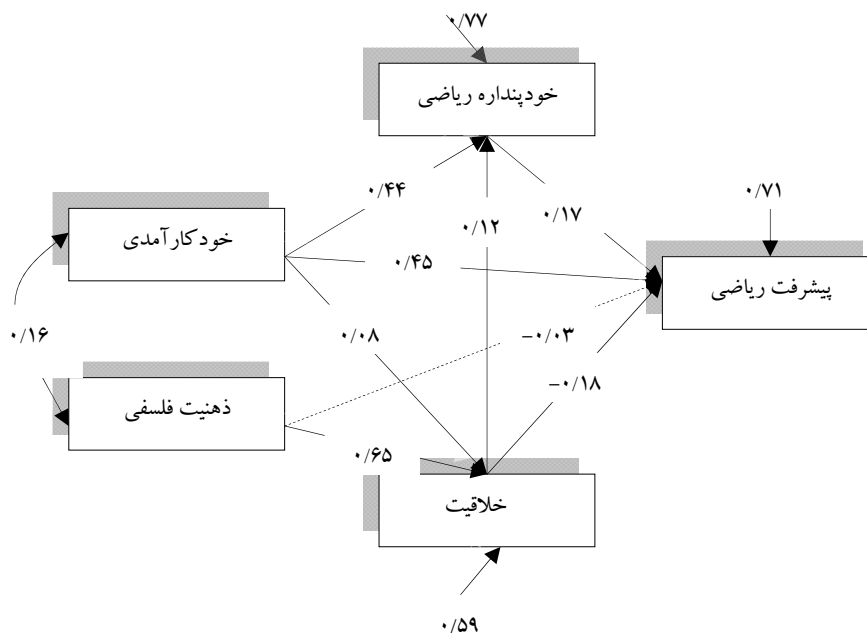 ۰/۷۷
خودپنداره ریاضی
۰/۴۴
۰/۱۷
۰/۷۱
خودکارآمدی
۰/۱۲
۰/۴۵
پیشرفت ریاضی
۰/۱۶
۰/۰۸
−۰/۰۳
ذهنیت فلسفی
−۰/۱۸
۰/۶۵
خلاقیت
۰/۵۹